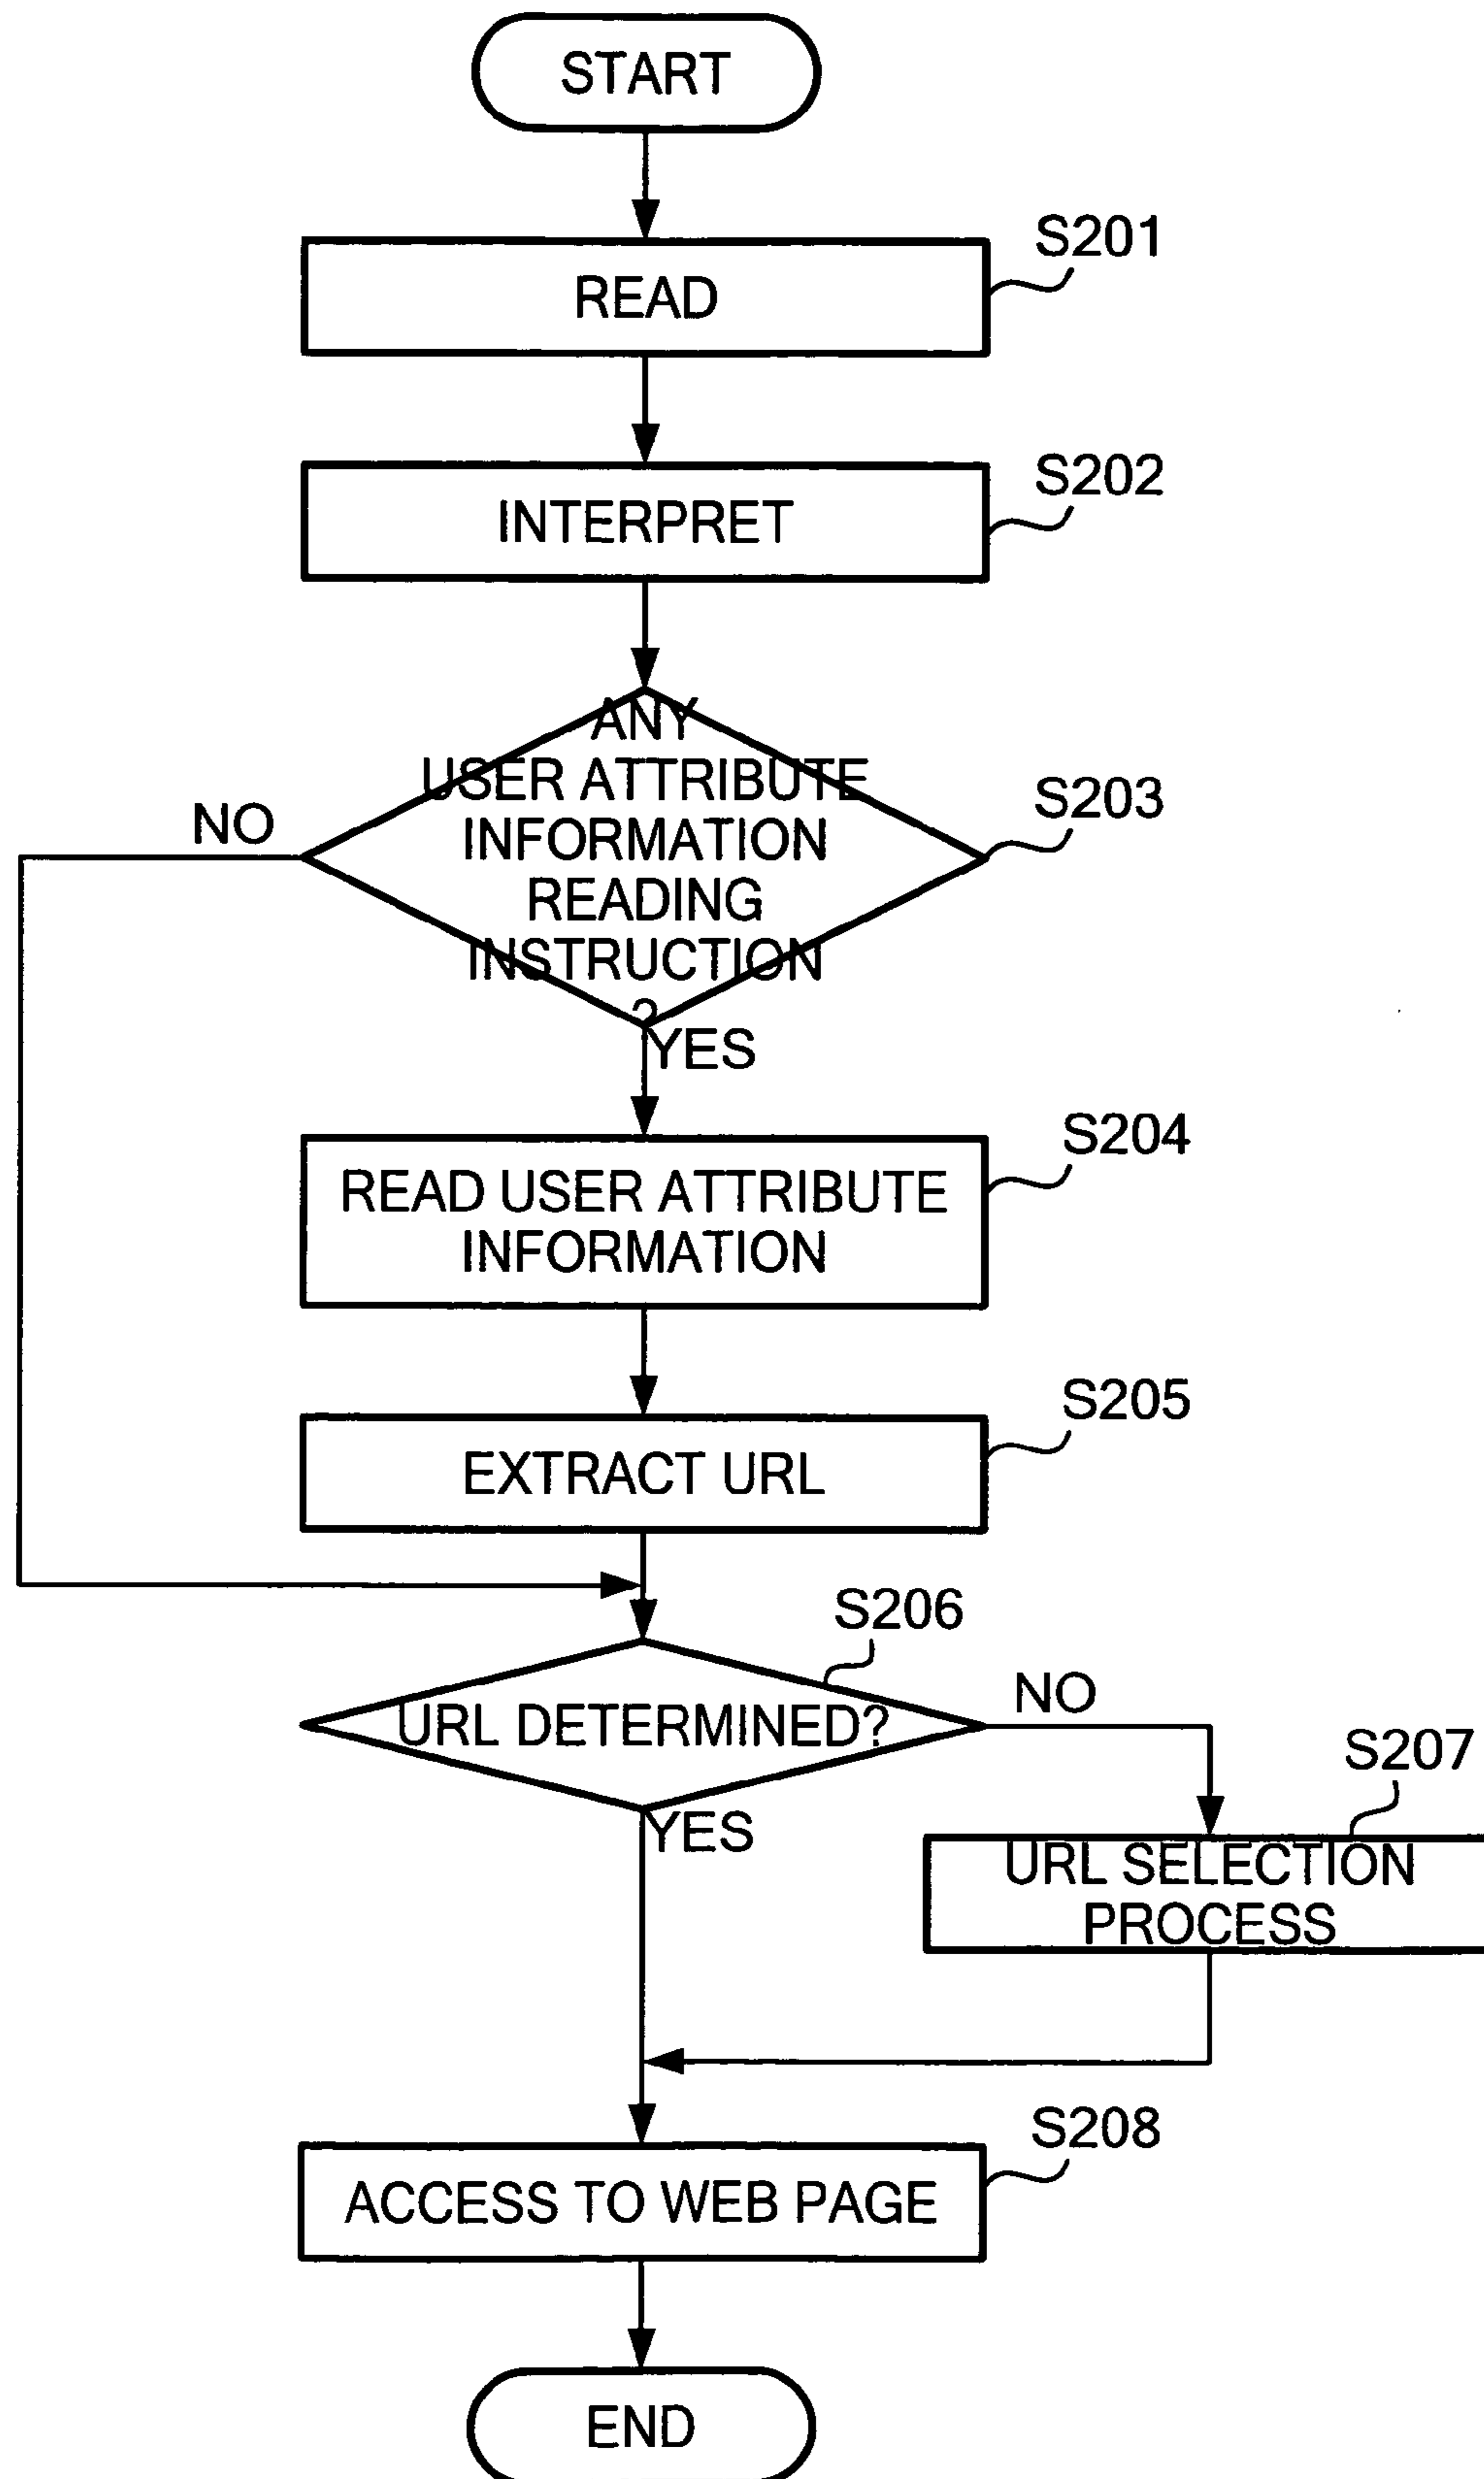 START
S201
READ
S202
INTERPRET
ANY
USER ATTRIBUTE
INFORMATION
READING
INSTRUCTION
?
S203
NO
YES
S204
READ USER ATTRIBUTE
INFORMATION
S205
EXTRACT URL
S206
URL DETERMINED?
NO
YES
S207
URL SELECTION
PROCESS
S208
ACCESS TO WEB PAGE
END